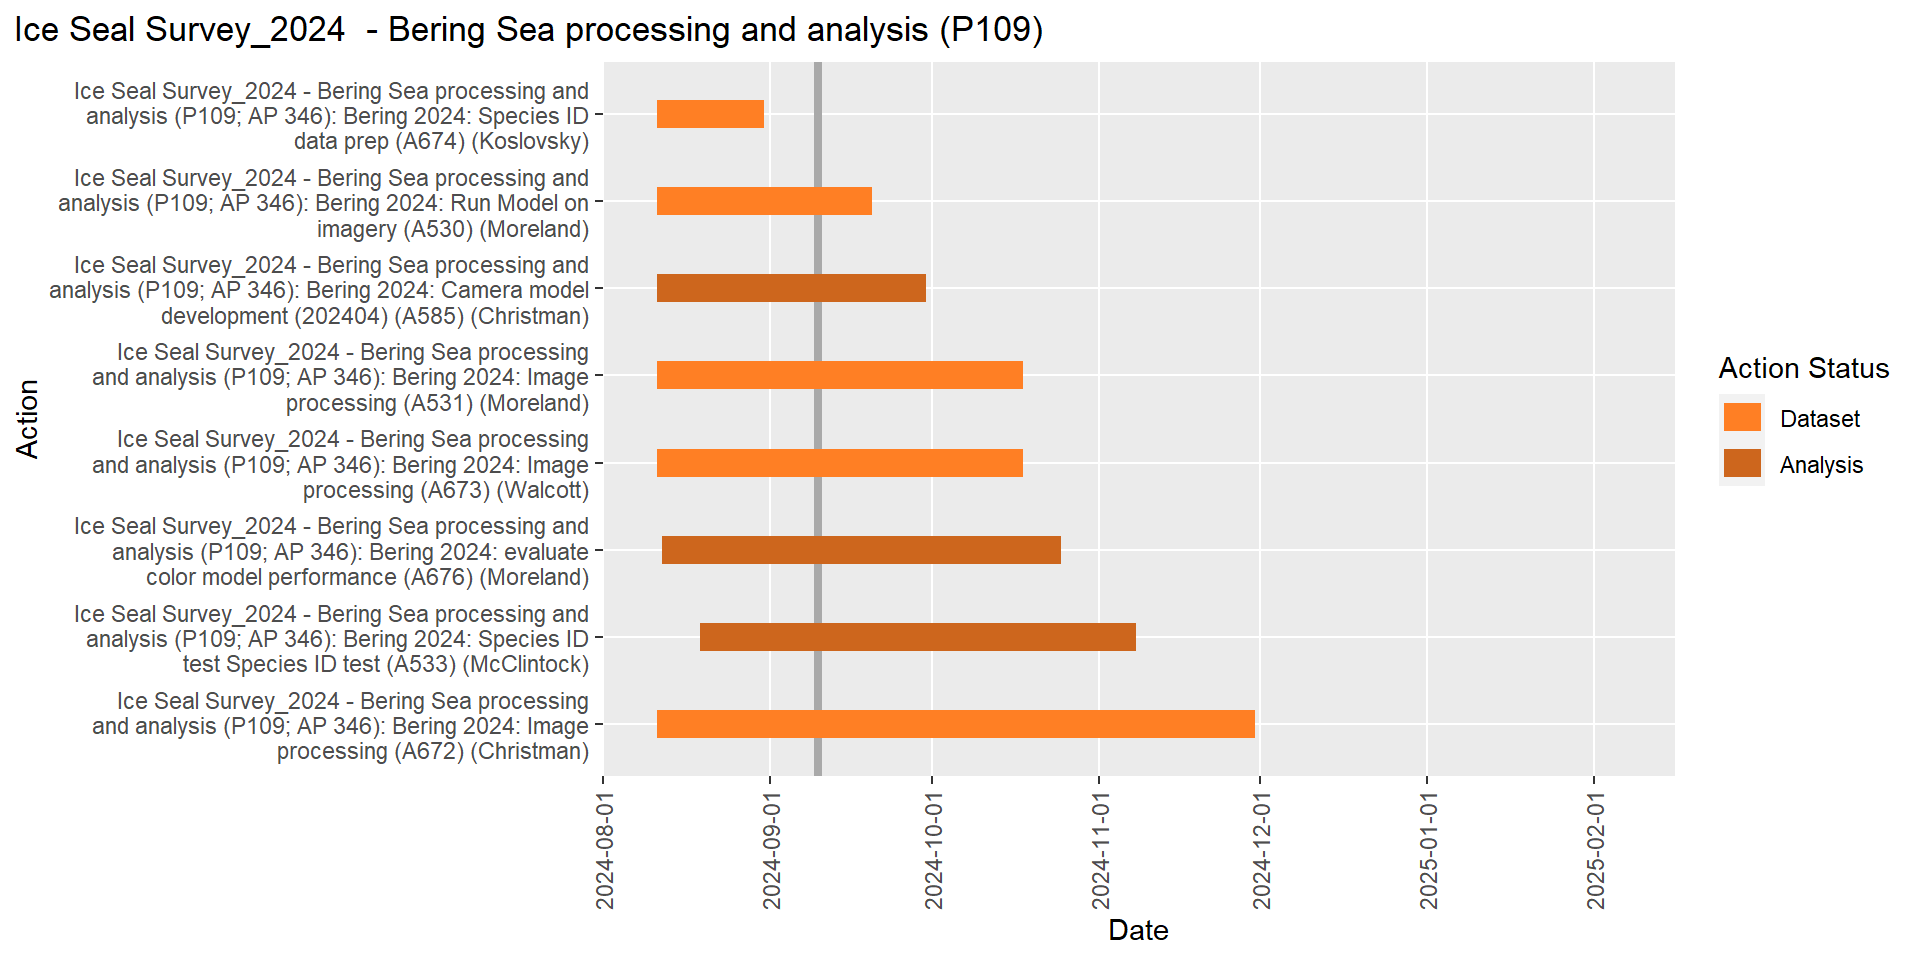 Ice Seal Survey_2024  - Bering Sea processing and analysis (P109)
Ice Seal Survey_2024 - Bering Sea processing and
analysis (P109; AP 346): Bering 2024: Species ID
data prep (A674) (Koslovsky)
Ice Seal Survey_2024 - Bering Sea processing and
analysis (P109; AP 346): Bering 2024: Run Model on
imagery (A530) (Moreland)
Ice Seal Survey_2024 - Bering Sea processing and
analysis (P109; AP 346): Bering 2024: Camera model
development (202404) (A585) (Christman)
Ice Seal Survey_2024 - Bering Sea processing
and analysis (P109; AP 346): Bering 2024: Image
processing (A531) (Moreland)
Ice Seal Survey_2024 - Bering Sea processing
and analysis (P109; AP 346): Bering 2024: Image
processing (A673) (Walcott)
Ice Seal Survey_2024 - Bering Sea processing and
analysis (P109; AP 346): Bering 2024: evaluate
color model performance (A676) (Moreland)
Ice Seal Survey_2024 - Bering Sea processing and
analysis (P109; AP 346): Bering 2024: Species ID
test Species ID test (A533) (McClintock)
Ice Seal Survey_2024 - Bering Sea processing
and analysis (P109; AP 346): Bering 2024: Image
processing (A672) (Christman)
Action
2024-08-01
2024-09-01
2024-10-01
2024-11-01
2024-12-01
2025-01-01
2025-02-01
Date
Action Status
Dataset
Analysis